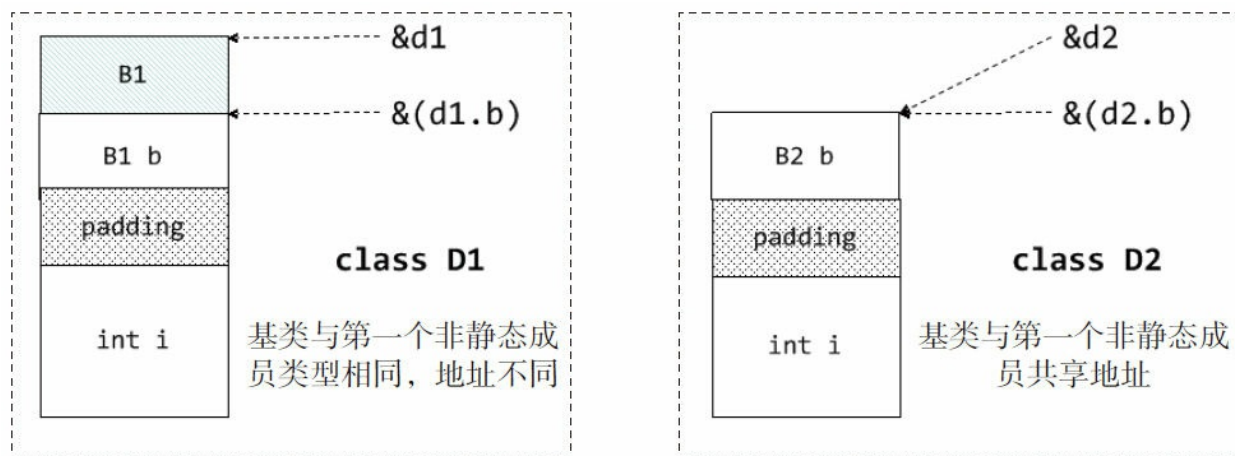 B1
&d1
&(d1.b)
B1 b
padding
class D1
int i
基类与第一个非静态成
员类型相同，地址不同
&d2
&(d2.b)
B2 b
padding
class D2
int i
基类与第一个非静态成
员共享地址